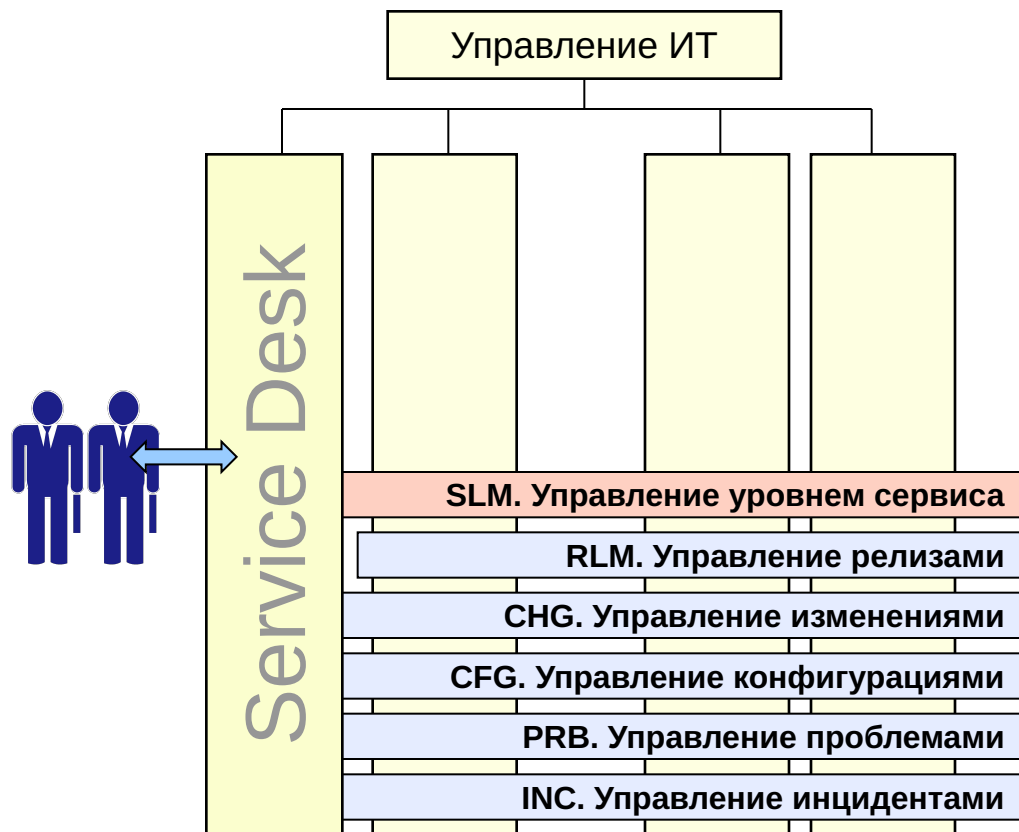 Управление ИТ
Service Desk
SLM. Управление уровнем сервиса
RLM. Управление релизами
CHG. Управление изменениями
CFG. Управление конфигурациями
PRB. Управление проблемами
INC. Управление инцидентами